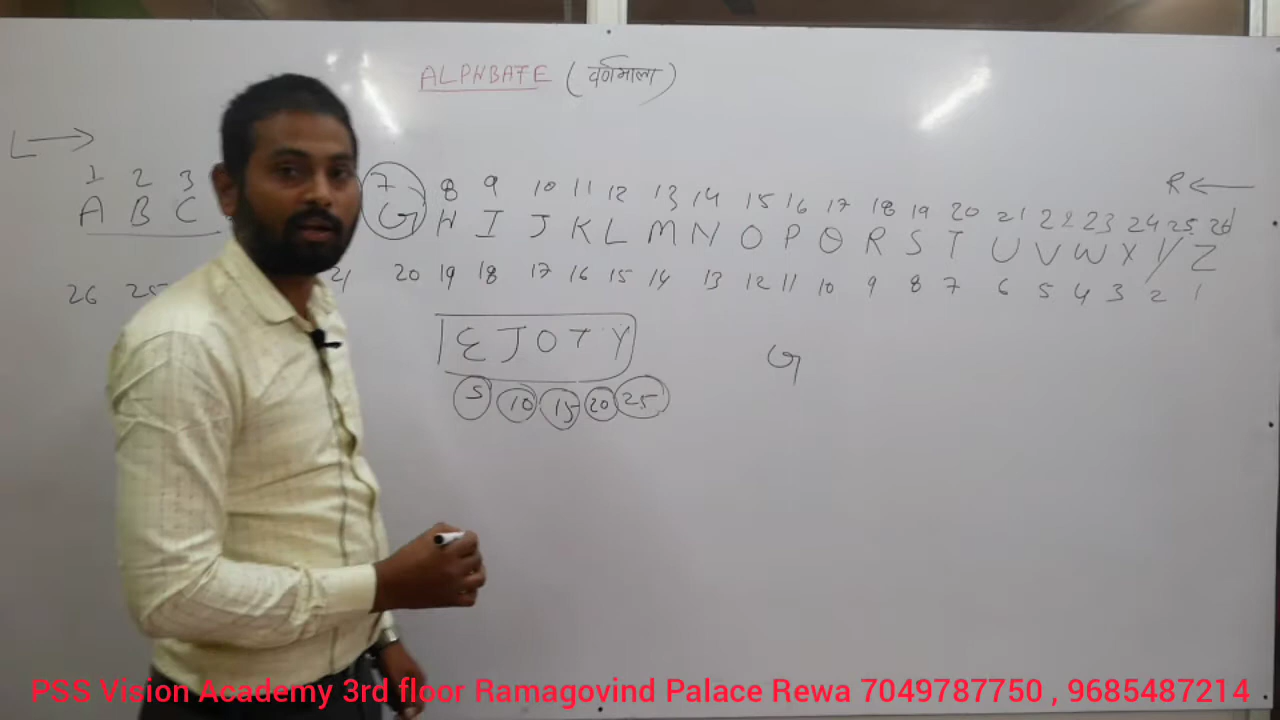 ALPHBATE (वर्णमाला)
L → R ←
1 2 3 7 8 9 10 11 12 13 14 15 16 17 18 19 20 21 22 23 24 25 26
A B C G H I J K L M N O P Q R S T U V W X Y Z
26 25 21 20 19 18 17 16 15 14 13 12 11 10 9 8 7 6 5 4 3 2 1
EJOTY G
5 10 15 20 25
PSS Vision Academy 3rd floor Ramagovind Palace Rewa 7049787750 , 9685487214